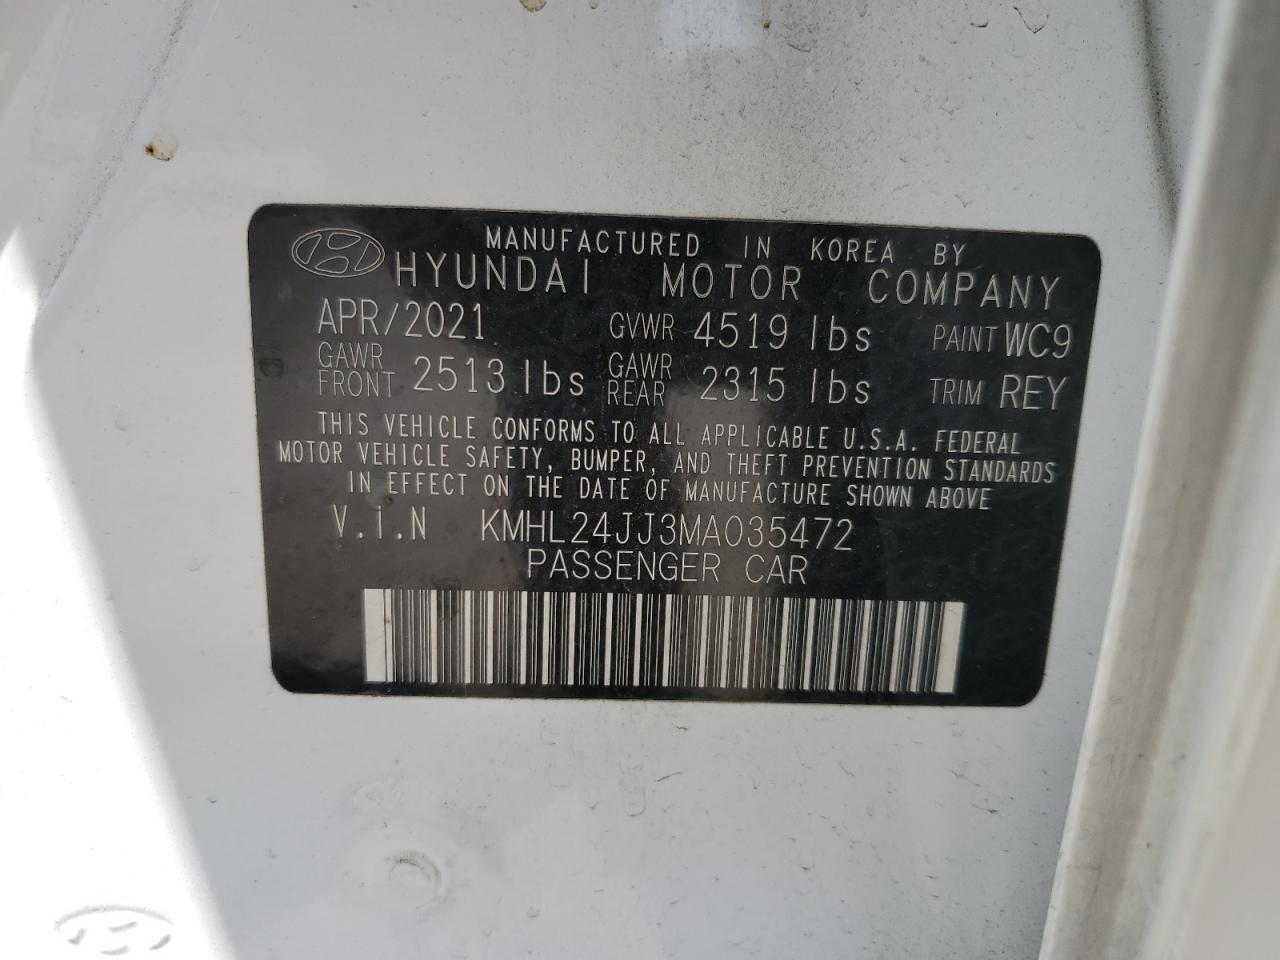 MANUFACTURED IN KOREA BY
HYUNDAI MOTOR COMPANY
APR/2021 GVWR 4519 lbs PAINT WC9
GAWR FRONT 2513 lbs GAWR REAR 2315 lbs TRIM REY
THIS VEHICLE CONFORMS TO ALL APPLICABLE U.S.A. FEDERAL
MOTOR VEHICLE SAFETY, BUMPER, AND THEFT PREVENTION STANDARDS
IN EFFECT ON THE DATE OF MANUFACTURE SHOWN ABOVE
V.I.N KMHL24JJ3MA035472
PASSENGER CAR